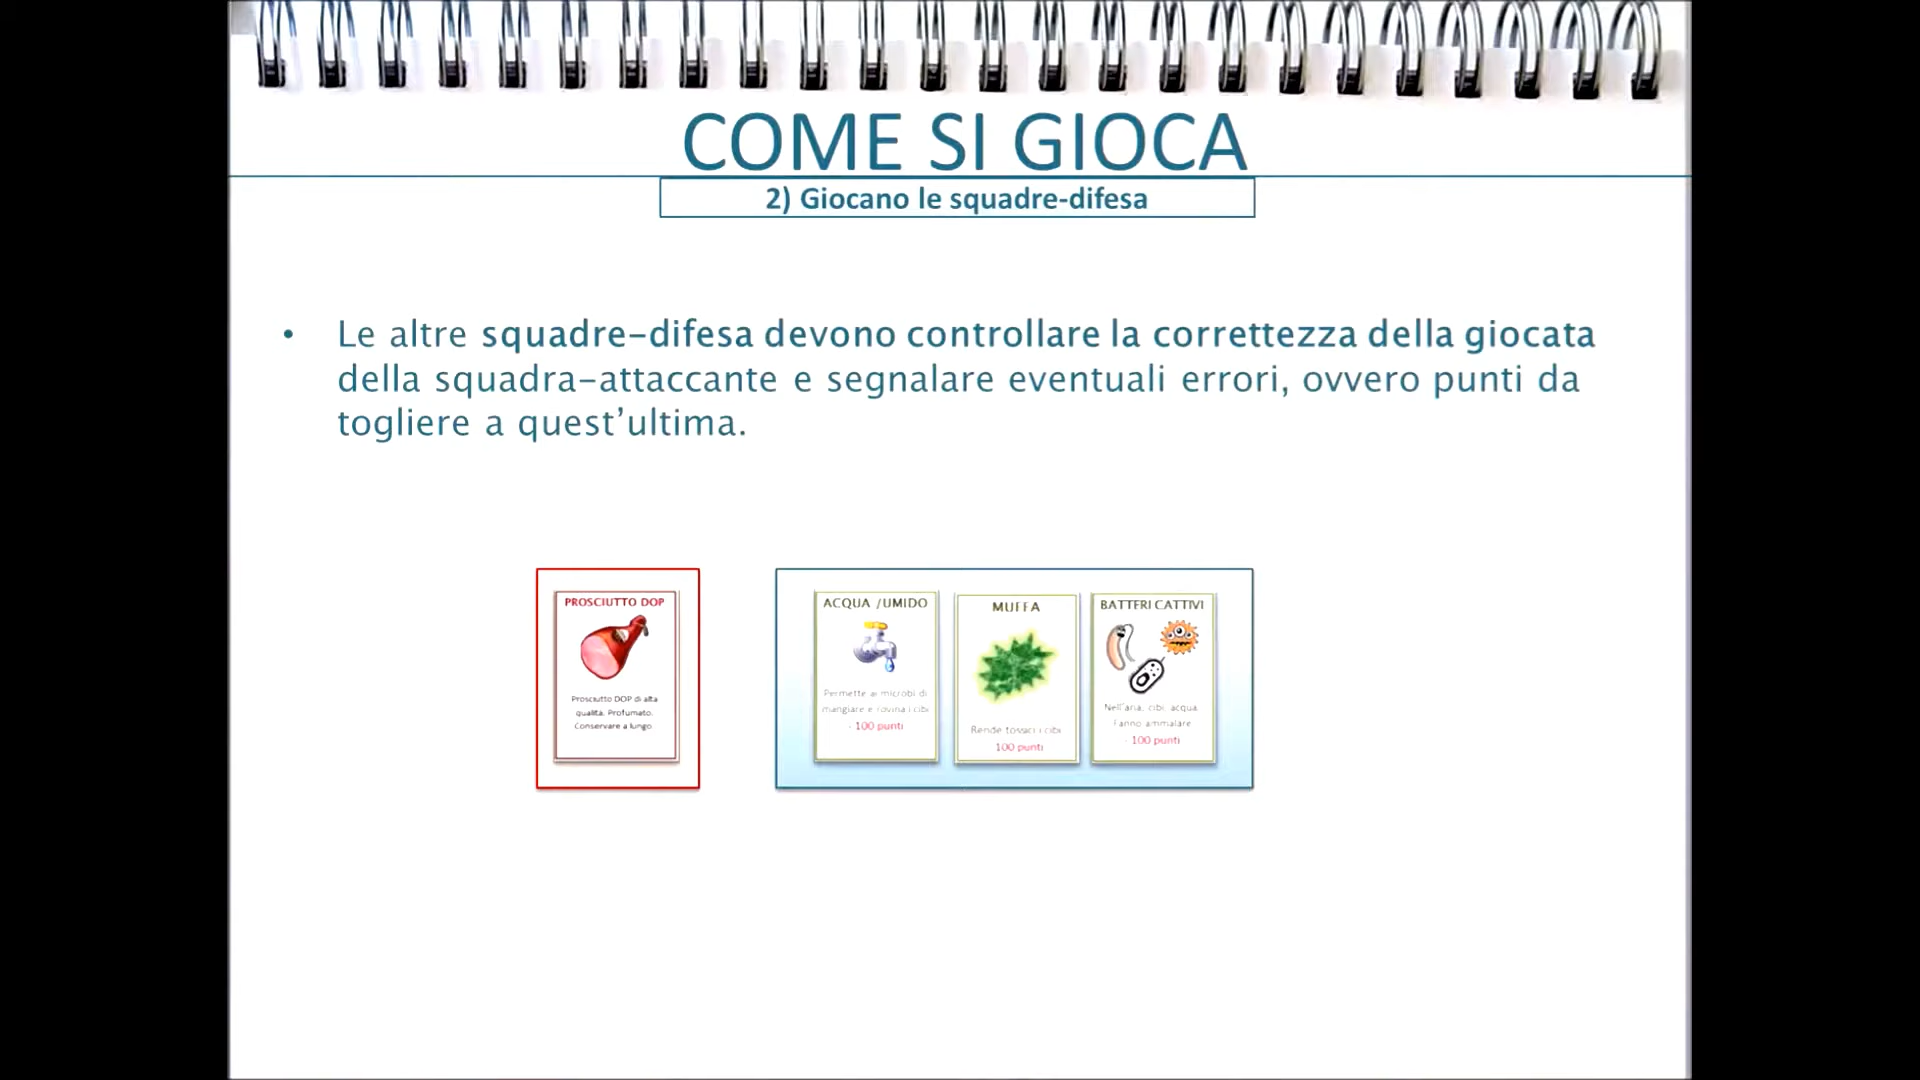 COME SI GIOCA
2) Giocano le squadre-difesa
• Le altre squadre-difesa devono controllare la correttezza della giocata
della squadra-attaccante e segnalare eventuali errori, ovvero punti da
togliere a quest'ultima.
PROSCIUTTO DOP
Prosciutto DOP di alta
qualità. Profumato.
Conservare a lungo
ACQUA /UMIDO
Permette ai microbi di
mangiare e rovina i cibi
- 100 punti
MUFFA
Rende tossici i cibi
100 punti
BATTERI CATTIVI
Nell'aria, cibi, acqua.
Fanno ammalare
- 100 punti